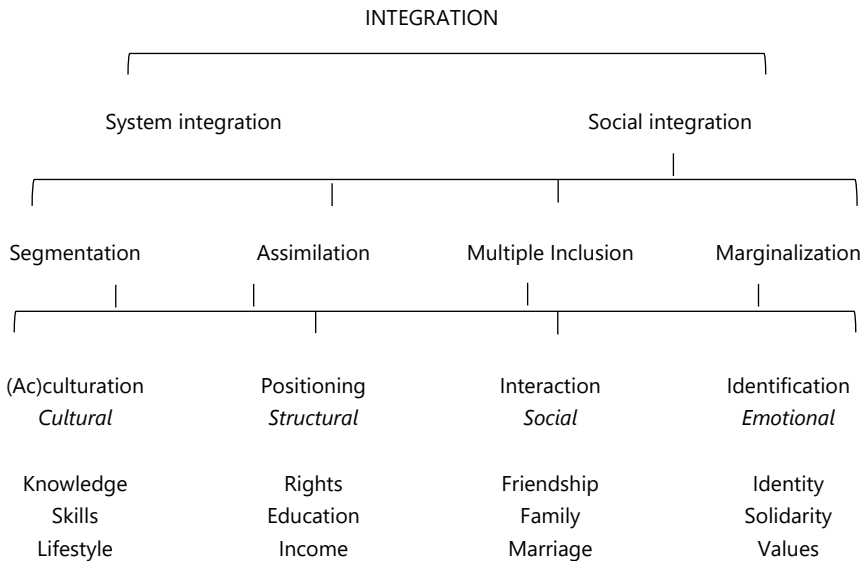 INTEGRATION
System integration Social integration
Segmentation Assimilation Multiple Inclusion Marginalization
(Ac)culturation Positioning Interaction Identification
Cultural Structural Social Emotional
Knowledge Rights Friendship Identity
Skills Education Family Solidarity
Lifestyle Income Marriage Values